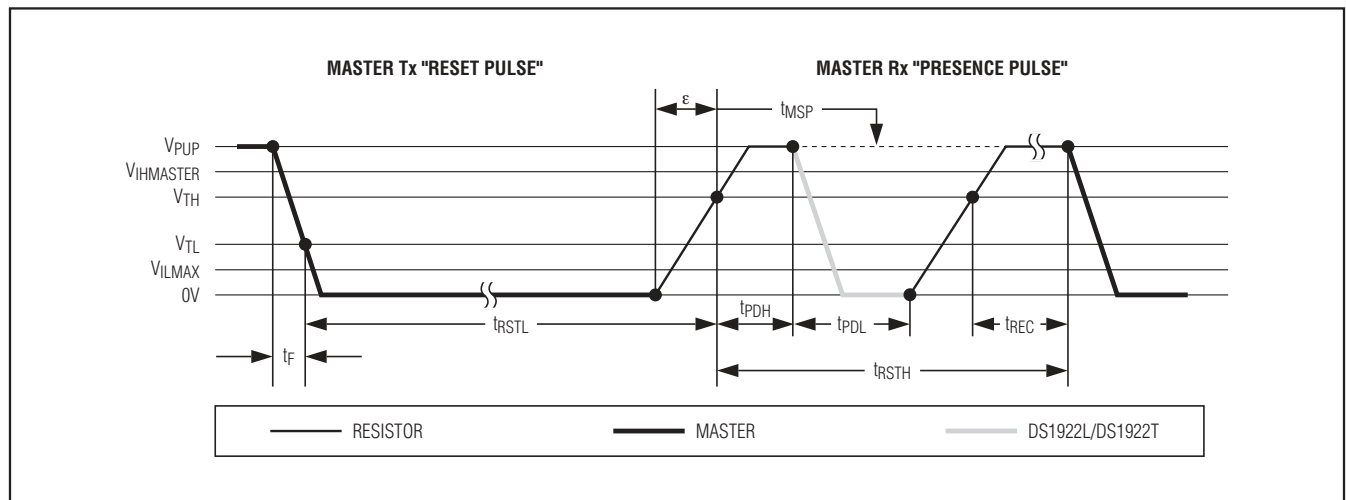 MASTER Tx "RESET PULSE" MASTER Rx "PRESENCE PULSE"
ε tMSP
VPUP
VIHMASTER
VTH
VTL
VILMAX
0V
tRSTL tPDH tPDL tREC
tF tRSTH
RESISTOR MASTER DS1922L/DS1922T